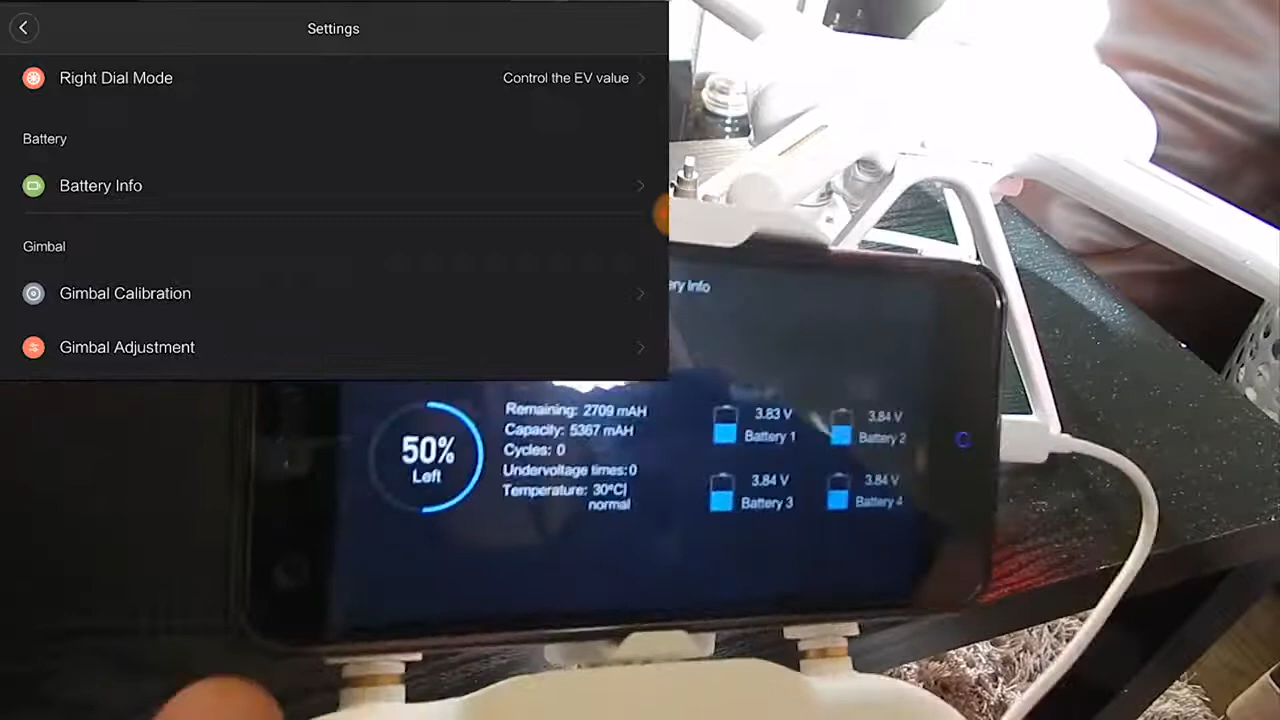 Settings
Right Dial Mode
Control the EV value
Battery
Battery Info
Gimbal
Gimbal Calibration
Gimbal Adjustment
ery Info
50%
Left
Remaining: 2709 mAH
Capacity: 5367 mAH
Cycles: 0
Undervoltage times:0
Temperature: 30°C|
normal
3.83 V
Battery 1
3.84 V
Battery 2
3.84 V
Battery 3
3.84 V
Battery 4